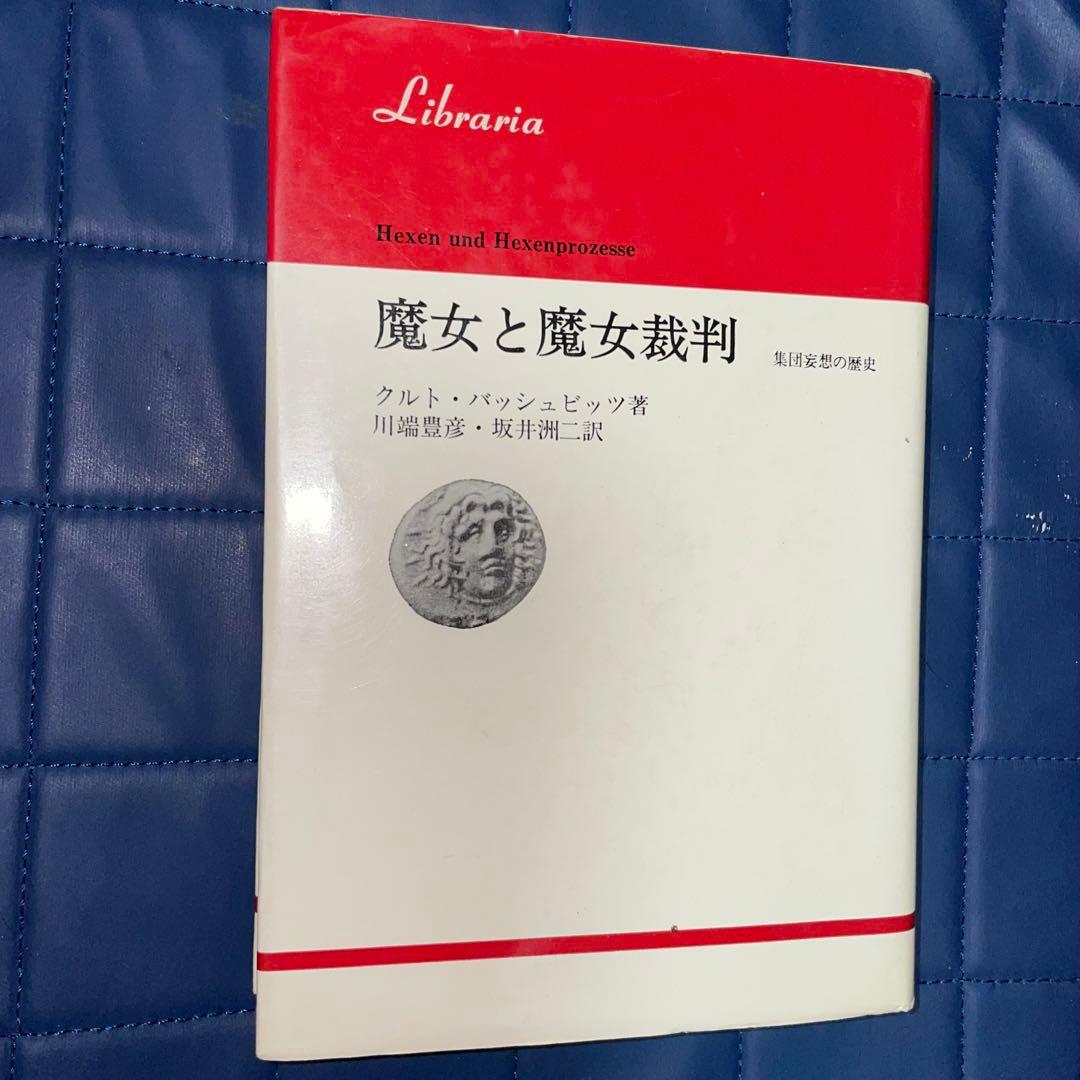 Libraria
Hexen und Hexenprozesse
魔女と魔女裁判 集団妄想の歴史
クルト・バッシュビッツ著
川端豊彦・坂井洲二訳